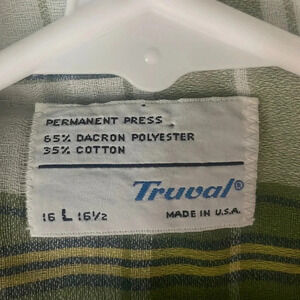 PERMANENT PRESS
65% DACRON POLYESTER
35% COTTON
Truval®
16 L 16½ MADE IN U.S.A.